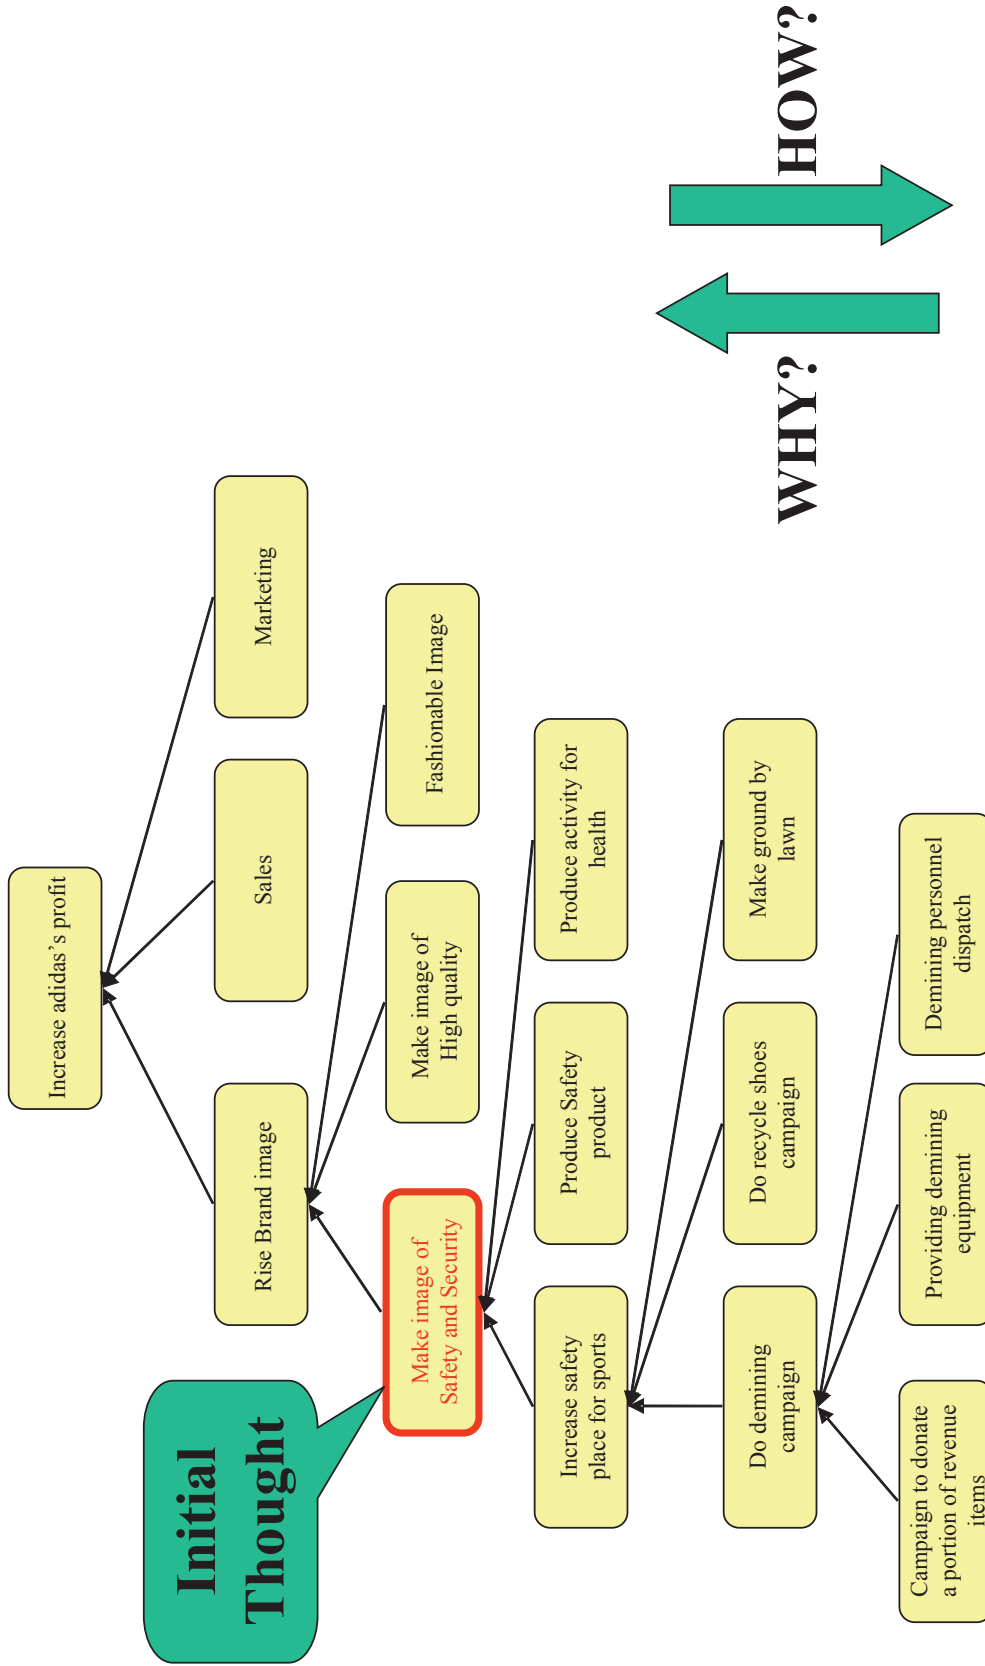 Increase adidas's profit
Rise Brand image
Sales
Marketing
Initial
Thought
Make image of
Safety and Security
Make image of
High quality
Fashionable Image
Increase safety
place for sports
Produce Safety
product
Produce activity for
health
Do demining
campaign
Do recycle shoes
campaign
Make ground by
lawn
Campaign to donate
a portion of revenue
items
Providing demining
equipment
Demining personnel
dispatch
WHY?
HOW?